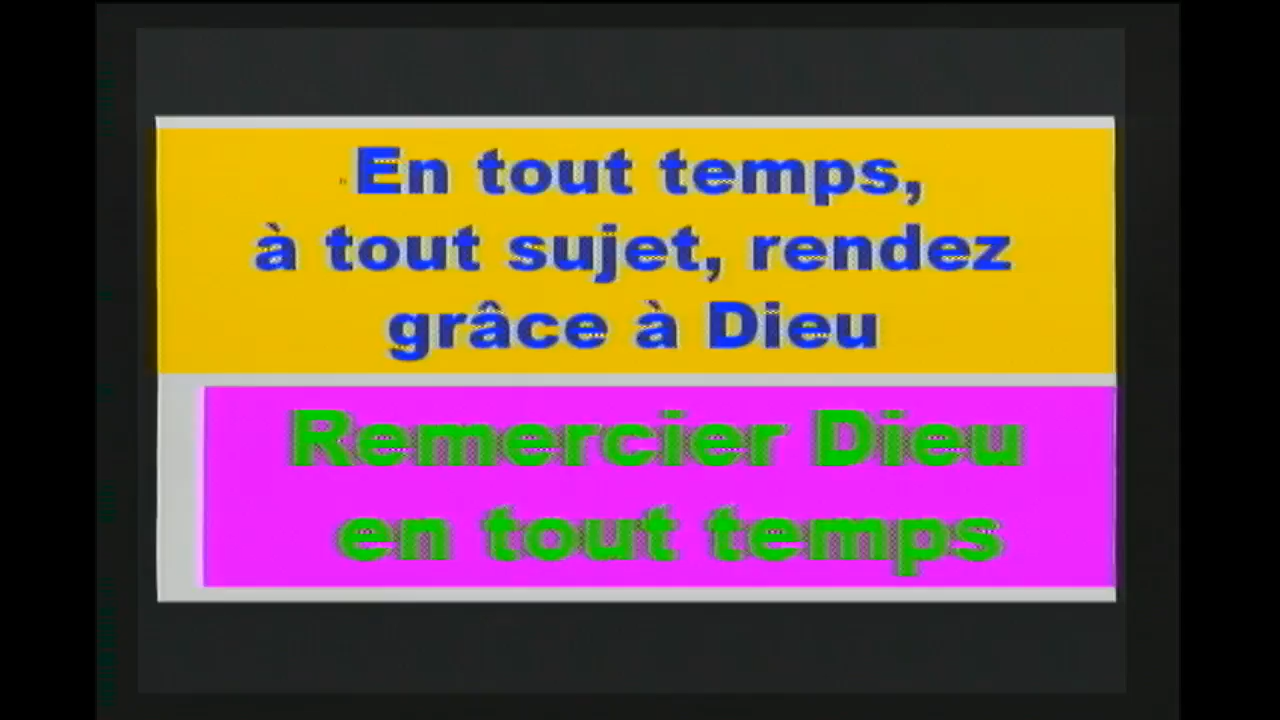 En tout temps,
à tout sujet, rendez
grâce à Dieu
Remercier Dieu
en tout temps